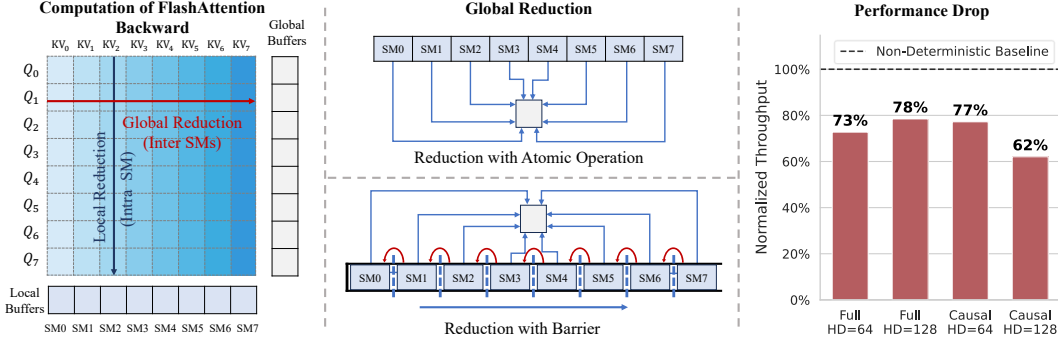 Computation of FlashAttention
Backward
KV0 KV1 KV2 KV3 KV4 KV5 KV6 KV7
Global
Buffers
Q0
Q1
Q2
Q3
Q4
Q5
Q6
Q7
Global Reduction
(Inter SMs)
Local Reduction
(Intra SM)
Local
Buffers
SM0 SM1 SM2 SM3 SM4 SM5 SM6 SM7
Global Reduction
SM0 SM1 SM2 SM3 SM4 SM5 SM6 SM7
Reduction with Atomic Operation
SM0 SM1 SM2 SM3 SM4 SM5 SM6 SM7
Reduction with Barrier
Performance Drop
Non-Deterministic Baseline
Normalized Throughput
100%
80%
60%
40%
20%
0%
73%
78%
77%
62%
Full
HD=64
Full
HD=128
Causal
HD=64
Causal
HD=128